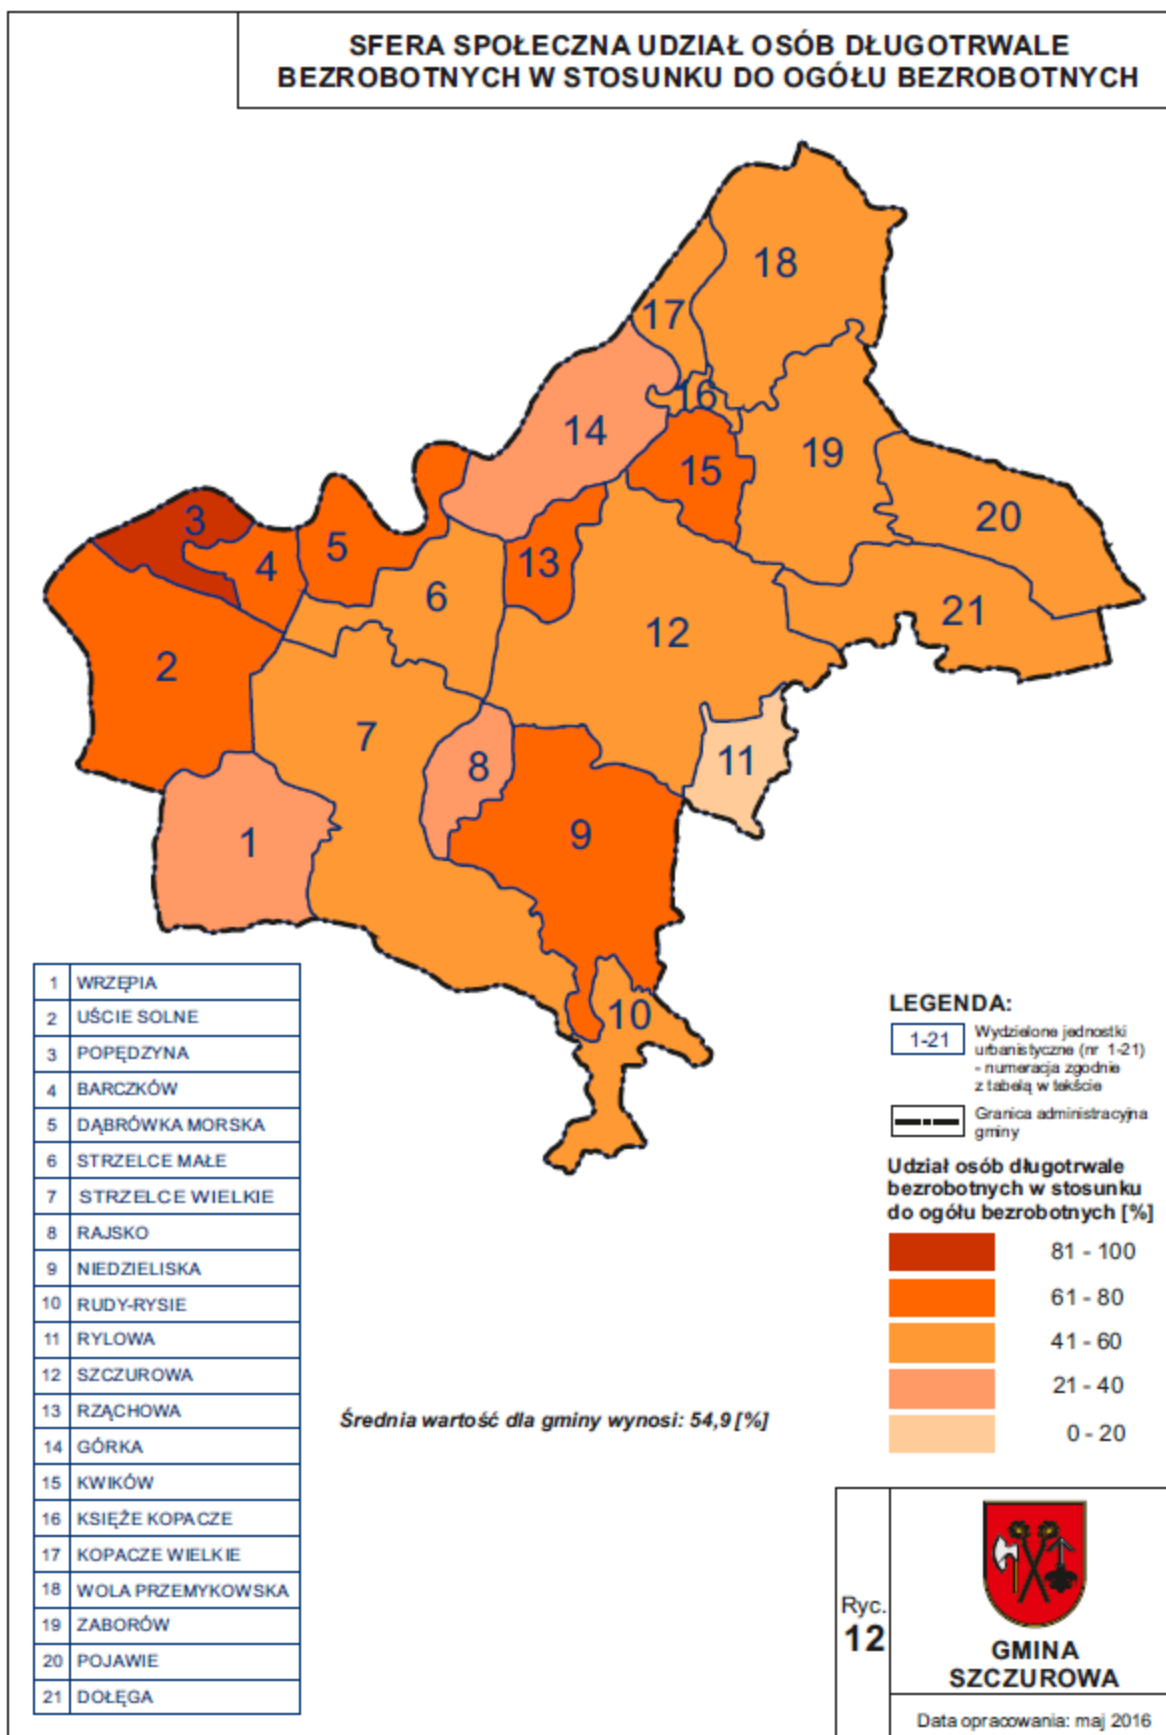 SFERA SPOŁECZNA UDZIAŁ OSÓB DŁUGOTRWALE
BEZROBOTNYCH W STOSUNKU DO OGÓŁU BEZROBOTNYCH
18
17
16
14
15
19
20
3
5
4
13
6
21
12
2
7
8
11
9
1
10
1 WRZĘPIA
2 UŚCIE SOLNE
3 POPĘDZYNA
4 BARCZKÓW
5 DĄBRÓWKA MORSKA
6 STRZELCE MAŁE
7 STRZELCE WIELKIE
8 RAJSKO
9 NIEDZIELISKA
10 RUDY-RYSIE
11 RYLOWA
12 SZCZUROWA
13 RZĄCHOWA
14 GÓRKA
15 KWIKÓW
16 KSIĘŻE KOPACZE
17 KOPACZE WIELKIE
18 WOLA PRZEMYKOWSKA
19 ZABORÓW
20 POJAWIE
21 DOŁĘGA
Średnia wartość dla gminy wynosi: 54,9 [%]
LEGENDA:
1-21
Wydzielone jednostki
urbanistyczne (nr 1-21)
- numeracja zgodnie
z tabelą w tekście
Granica administracyjna
gminy
Udział osób długotrwale
bezrobotnych w stosunku
do ogółu bezrobotnych [%]
81 - 100
61 - 80
41 - 60
21 - 40
0 - 20
Ryc.
12
GMINA
SZCZUROWA
Data opracowania: maj 2016